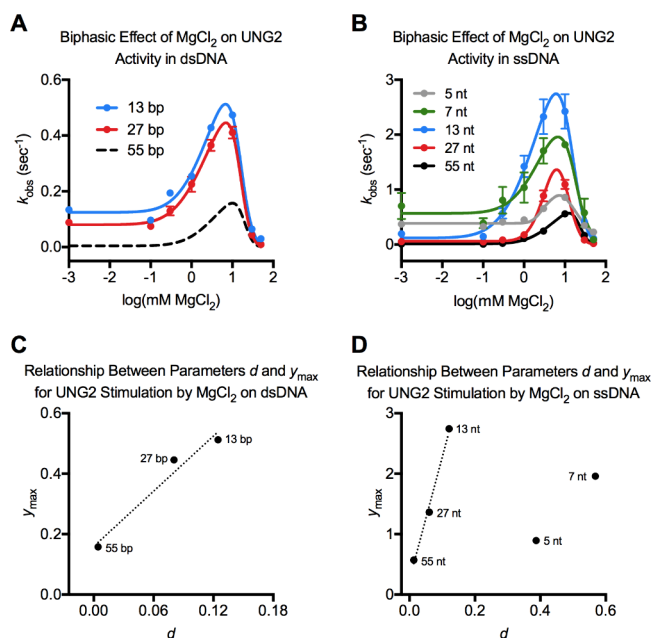 A
Biphasic Effect of MgCl2 on UNG2
Activity in dsDNA
13 bp
27 bp
55 bp
0.6
0.4
0.2
0.0
kobs (sec-1)
-3 -2 -1 0 1 2
log(mM MgCl2)
B
Biphasic Effect of MgCl2 on UNG2
Activity in ssDNA
5 nt
7 nt
13 nt
27 nt
55 nt
3
2
1
0
kobs (sec-1)
-3 -2 -1 0 1 2
log(mM MgCl2)
C
Relationship Between Parameters d and ymax
for UNG2 Stimulation by MgCl2 on dsDNA
0.6
0.4
0.2
0.0
ymax
13 bp
27 bp
55 bp
0.00 0.06 0.12 0.18
d
D
Relationship Between Parameters d and ymax
for UNG2 Stimulation by MgCl2 on ssDNA
3
2
1
0
ymax
13 nt
7 nt
27 nt
5 nt
55 nt
0.0 0.2 0.4 0.6
d